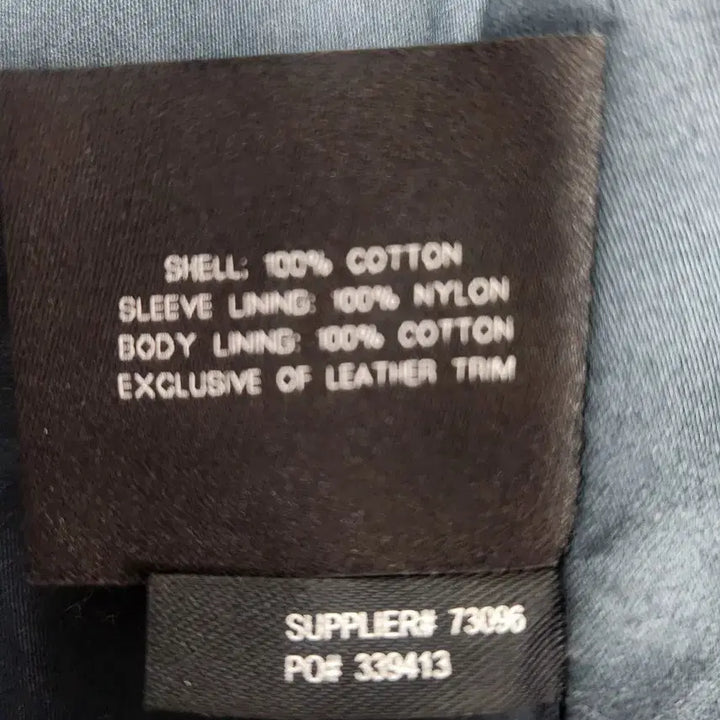 SHELL: 100% COTTON
SLEEVE LINING: 100% NYLON
BODY LINING: 100% COTTON
EXCLUSIVE OF LEATHER TRIM
SUPPLIER# 73096
PO# 339413